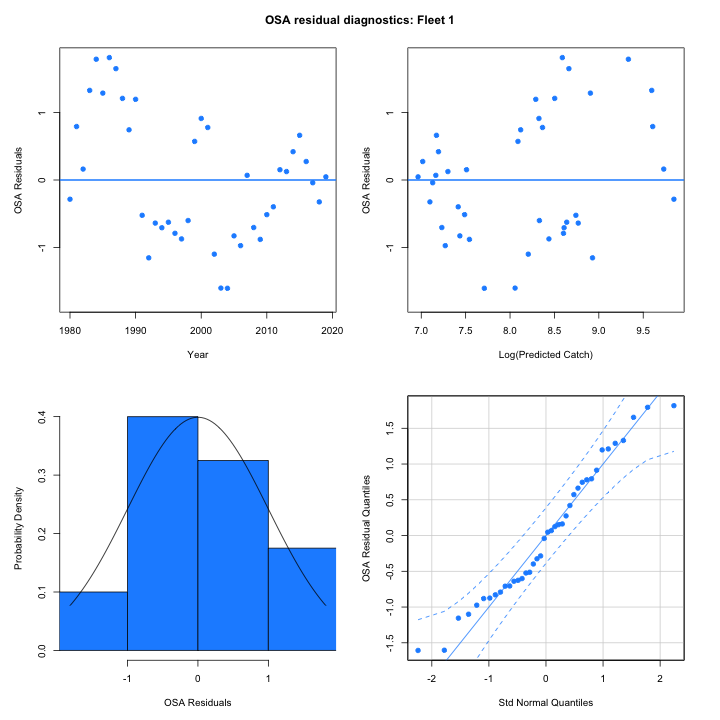 OSA residual diagnostics: Fleet 1
OSA Residuals
1
0
-1
1980 1990 2000 2010 2020
Year
OSA Residuals
1
0
-1
7.0 7.5 8.0 8.5 9.0 9.5
Log(Predicted Catch)
Probability Density
0.4
0.3
0.2
0.1
0.0
-1 0 1
OSA Residuals
OSA Residual Quantiles
1.5
0.5
0.0
-0.5
-1.0
-1.5
-2 -1 0 1 2
Std Normal Quantiles